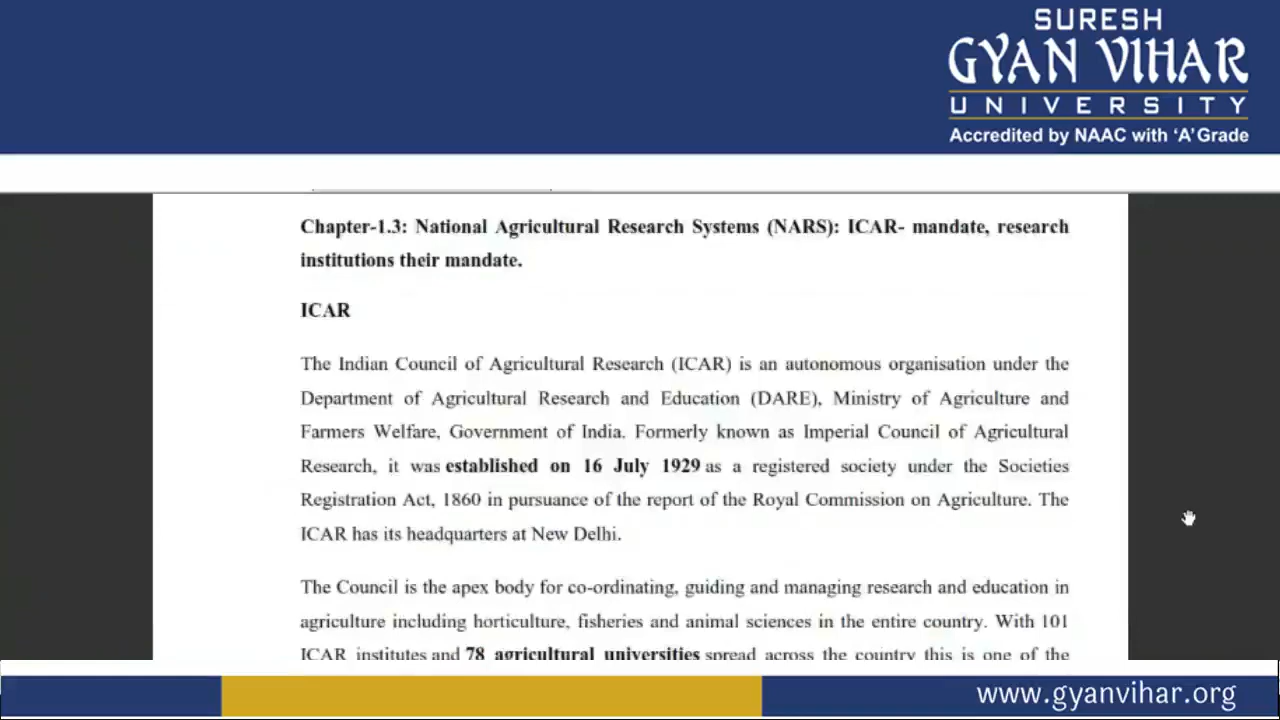 SURESH
GYAN VIHAR
UNIVERSITY
Accredited by NAAC with ‘A’ Grade
Chapter-1.3: National Agricultural Research Systems (NARS): ICAR- mandate, research
institutions their mandate.
ICAR
The Indian Council of Agricultural Research (ICAR) is an autonomous organisation under the
Department of Agricultural Research and Education (DARE), Ministry of Agriculture and
Farmers Welfare, Government of India. Formerly known as Imperial Council of Agricultural
Research, it was established on 16 July 1929 as a registered society under the Societies
Registration Act, 1860 in pursuance of the report of the Royal Commission on Agriculture. The
ICAR has its headquarters at New Delhi.
The Council is the apex body for co-ordinating, guiding and managing research and education in
agriculture including horticulture, fisheries and animal sciences in the entire country. With 101
ICAR institutes and 78 agricultural universities spread across the country this is one of the
www.gyanvihar.org